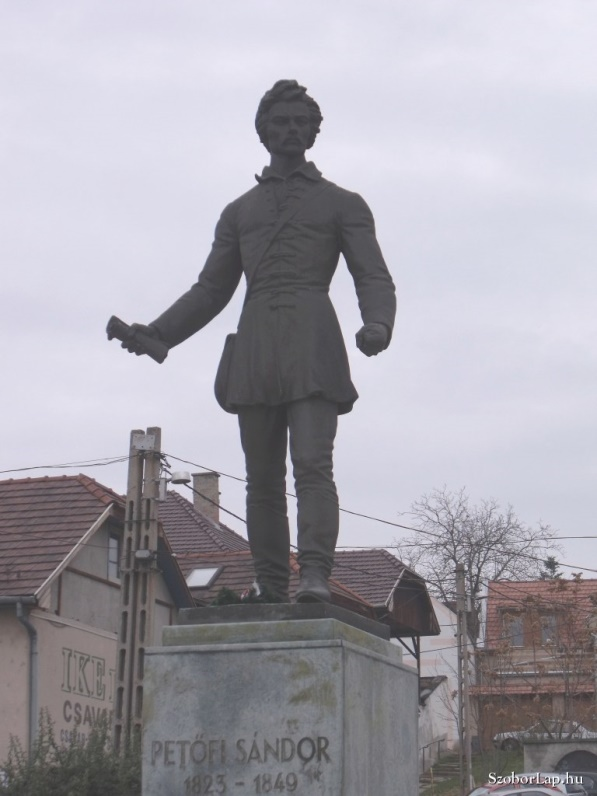 IKE
CSAVA
PETŐFI SÁNDOR
1823 - 1849
SzoborLap.hu